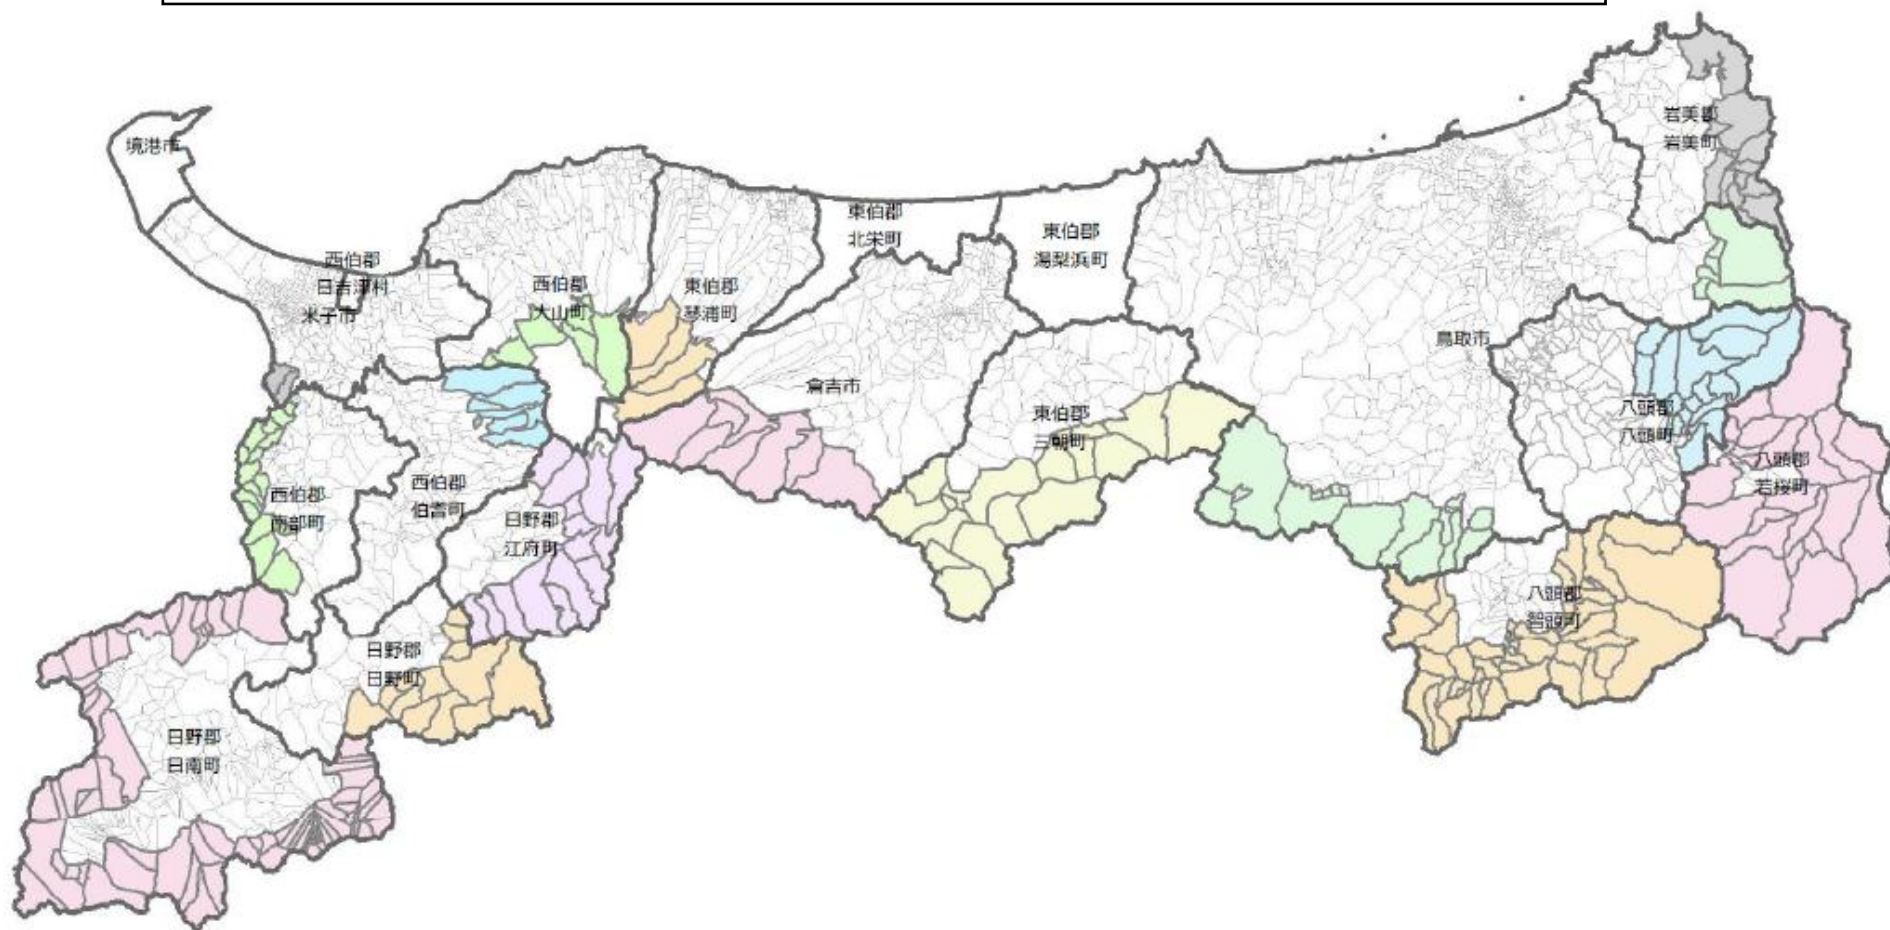 境港市
西伯郡
日吉津村
米子市
西伯郡
大山町
東伯郡
琴浦町
東伯郡
北栄町
東伯郡
湯梨浜町
岩美郡
岩美町
鳥取市
倉吉市
東伯郡
三朝町
八頭郡
八頭町
八頭郡
若桜町
西伯郡
南部町
西伯郡
伯耆町
日野郡
江府町
八頭郡
智頭町
日野郡
日野町
日野郡
日南町